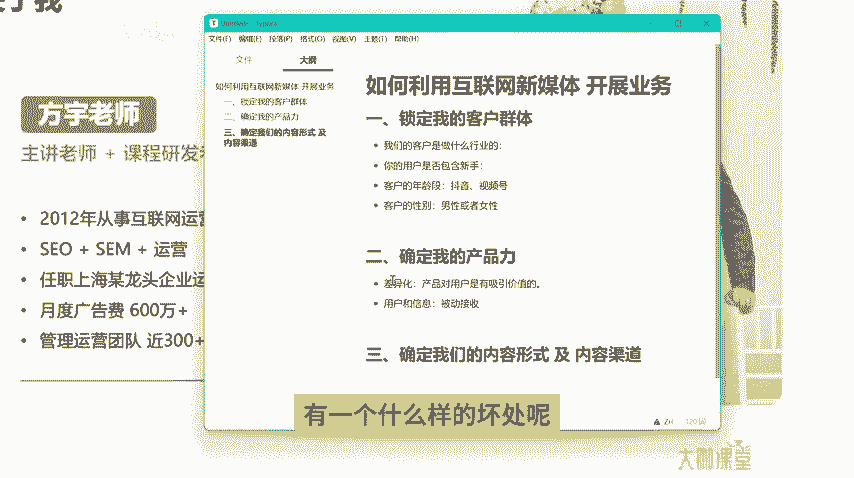 方宇老师
主讲老师 + 课程研发老
• 2012年从事互联网运营
• SEO + SEM + 运营
• 任职上海某龙头企业运
• 月度广告费 600万+
• 管理运营团队 近300+
文件(F) 编辑(E) 段落(P) 格式(O) 视图(V) 主题(T) 帮助(H)
文件 大纲
如何利用互联网新媒体 开展业务
一、锁定我的客户群体
二、确定我的产品力
三、确定我们的内容形式 及
内容渠道
如何利用互联网新媒体 开展业务
一、锁定我的客户群体
• 我们的客户是做什么行业的：
• 你的用户是否包含新手：
• 客户的年龄段：抖音、视频号
• 客户的性别：男性或者女性
二、确定我的产品力
• 差异化：产品对用户是有吸引价值的。
• 用户和信息：被动接收
三、确定我们的内容形式 及 内容渠道
ZH 120 词
有一个什么样的坏处呢
大鹏课堂